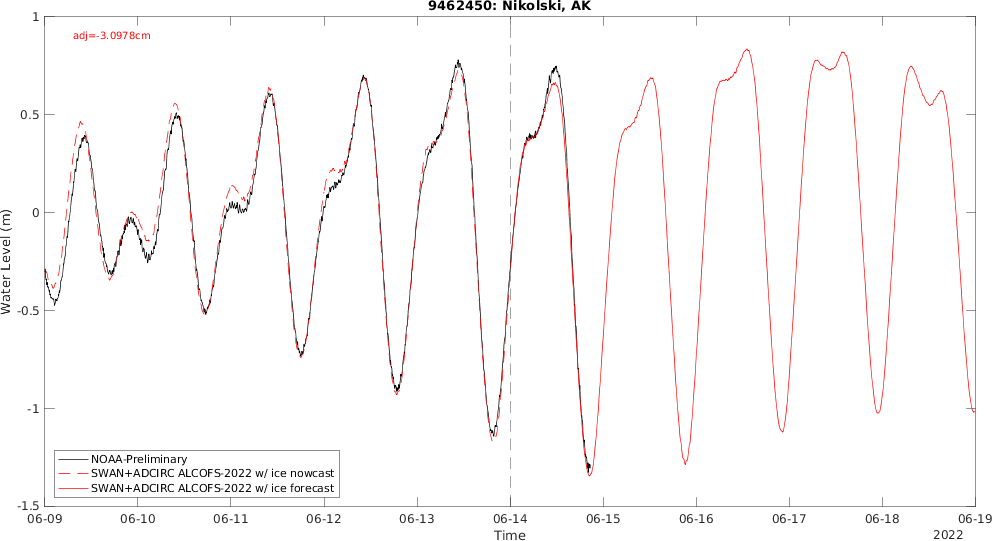 9462450: Nikolski, AK
adj=-3.0978cm
Water Level (m)
1
0.5
0
-0.5
-1
-1.5
NOAA-Preliminary
SWAN+ADCIRC ALCOFS-2022 w/ ice nowcast
SWAN+ADCIRC ALCOFS-2022 w/ ice forecast
06-09 06-10 06-11 06-12 06-13 06-14 06-15 06-16 06-17 06-18 06-19
Time
2022